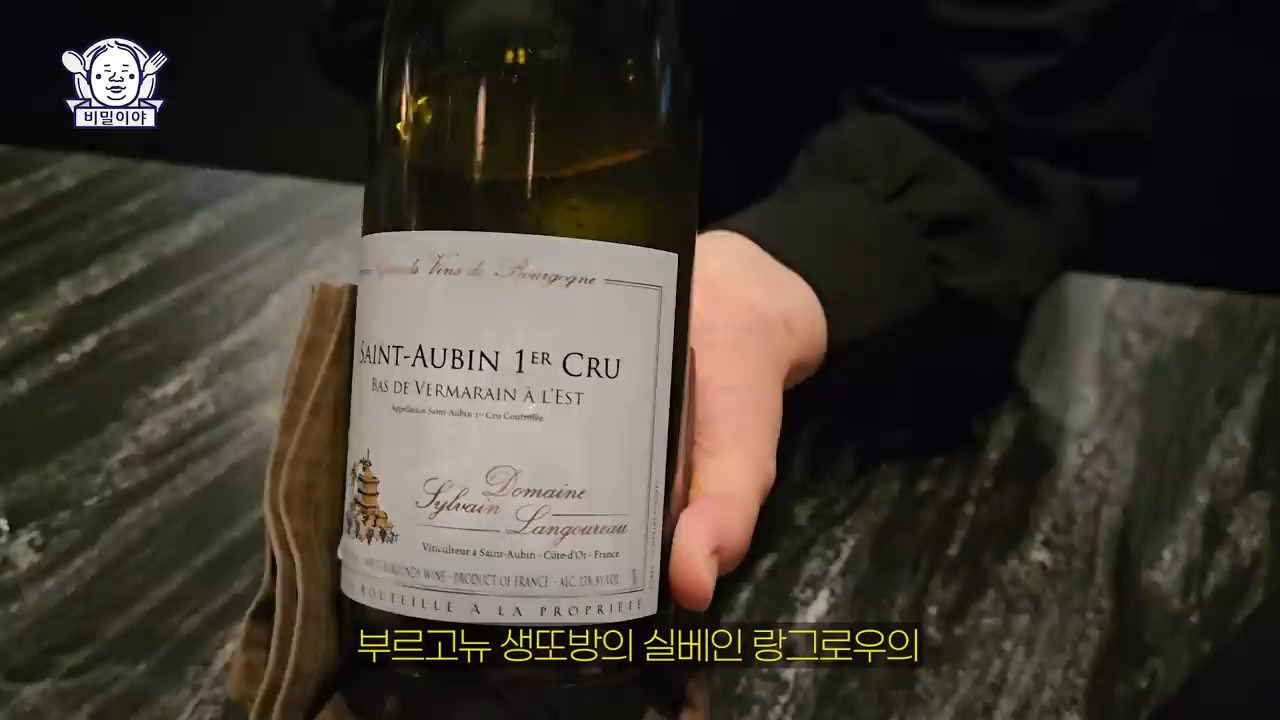 비밀이야
Grands Vins de Bourgogne
SAINT-AUBIN 1ER CRU
BAS DE VERMARAIN À L'EST
Appellation Saint-Aubin 1er Cru Contrôlée
Domaine
Sylvain Langoureau
Viticulteur à Saint-Aubin - Côte-d'Or - France
BURGUNDY WINE - PRODUCT OF FRANCE - ALC. 13% BY VOL.
BOUTEILLE À LA PROPRIÉTÉ
부르고뉴 생또방의 실베인 랑그로우의